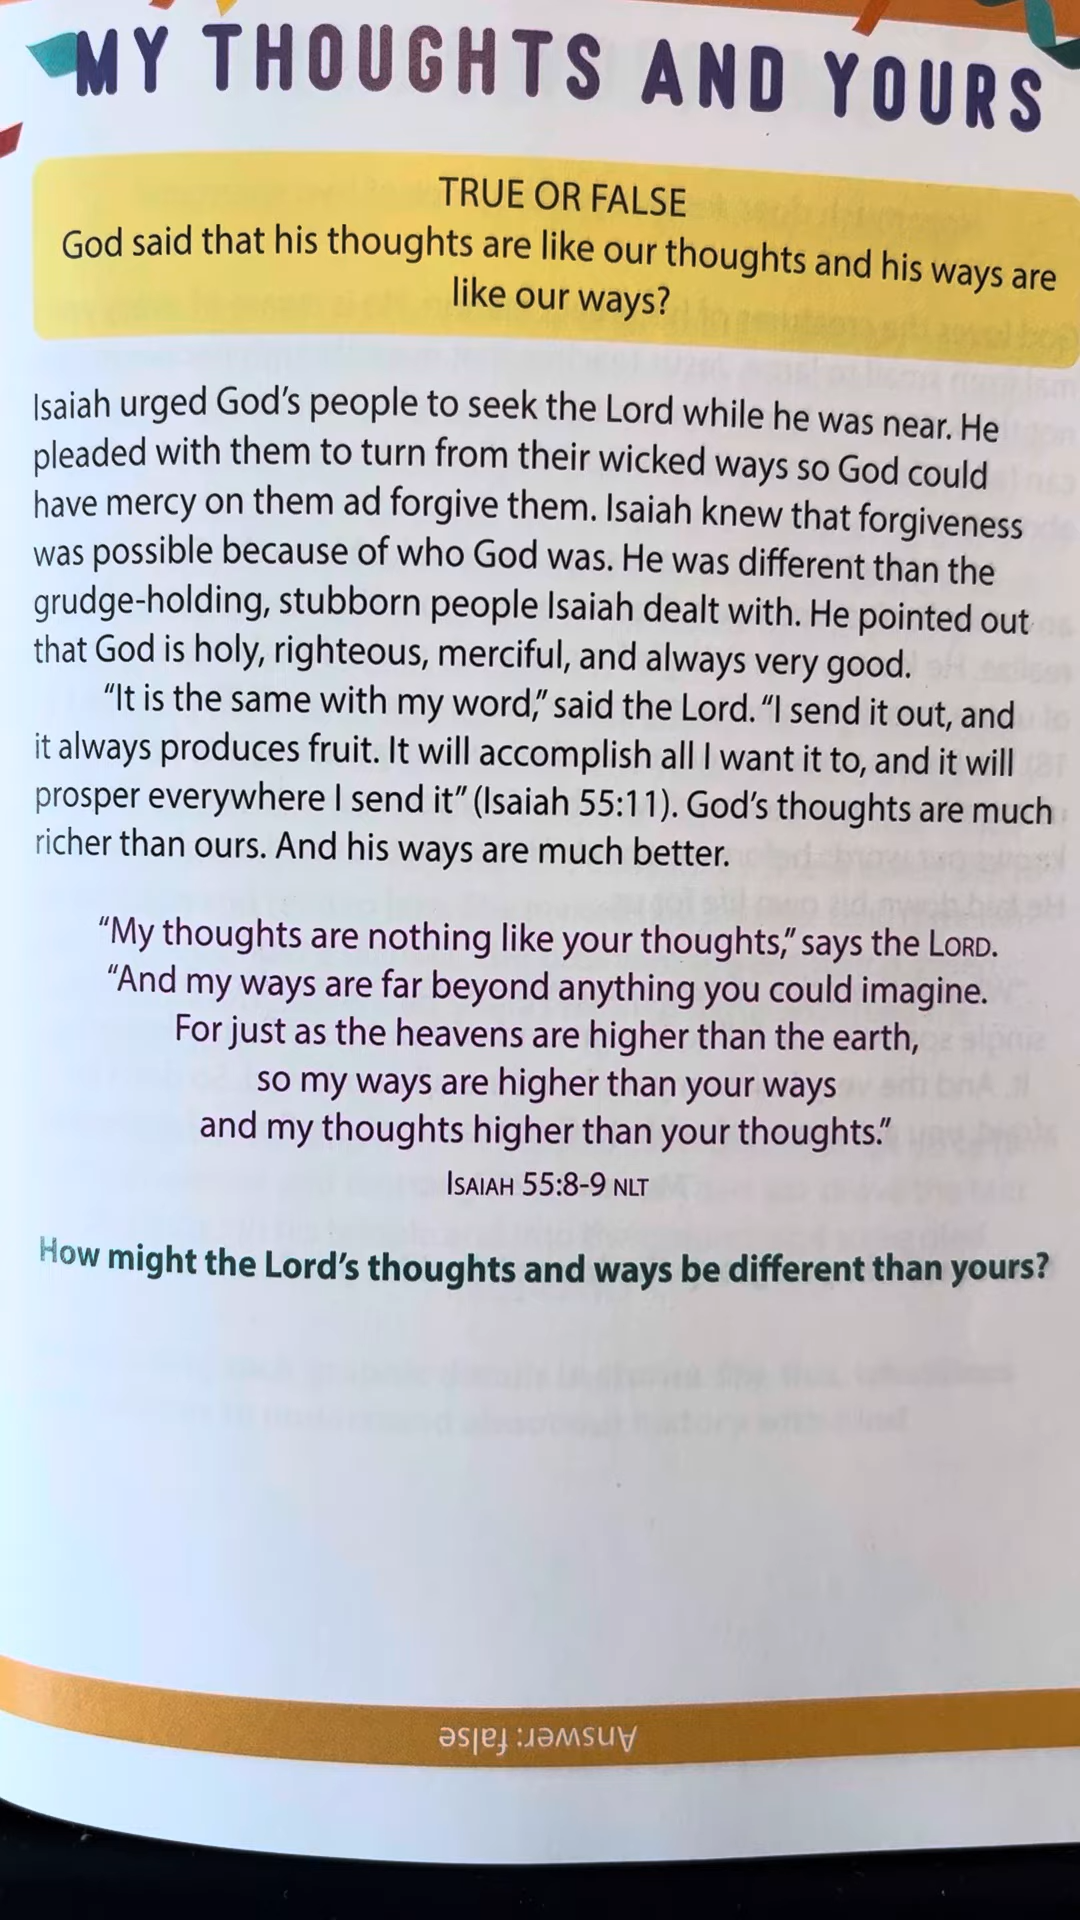 MY THOUGHTS AND YOURS
TRUE OR FALSE
God said that his thoughts are like our thoughts and his ways are
like our ways?
Isaiah urged God's people to seek the Lord while he was near. He
pleaded with them to turn from their wicked ways so God could
have mercy on them ad forgive them. Isaiah knew that forgiveness
was possible because of who God was. He was different than the
grudge-holding, stubborn people Isaiah dealt with. He pointed out
that God is holy, righteous, merciful, and always very good.
"It is the same with my word," said the Lord. "I send it out, and
it always produces fruit. It will accomplish all I want it to, and it will
prosper everywhere I send it" (Isaiah 55:11). God's thoughts are much
richer than ours. And his ways are much better.
"My thoughts are nothing like your thoughts," says the LORD.
"And my ways are far beyond anything you could imagine.
For just as the heavens are higher than the earth,
so my ways are higher than your ways
and my thoughts higher than your thoughts."
ISAIAH 55:8-9 NLT
How might the Lord's thoughts and ways be different than yours?
Answer: false